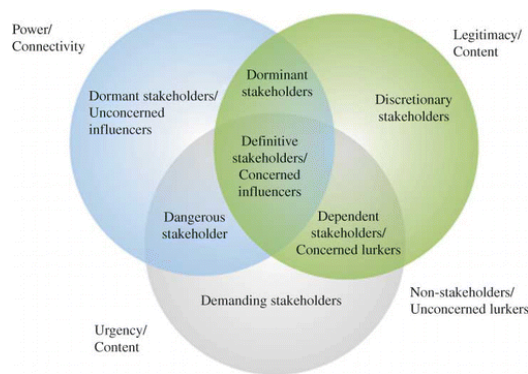 Power/
Connectivity
Legitimacy/
Content
Dormant stakeholders/
Unconcerned
influencers
Dominant
stakeholders
Discretionary
stakeholders
Definitive
stakeholders/
Concerned
influencers
Dangerous
stakeholder
Dependent
stakeholders/
Concerned lurkers
Demanding stakeholders
Non-stakeholders/
Unconcerned lurkers
Urgency/
Content